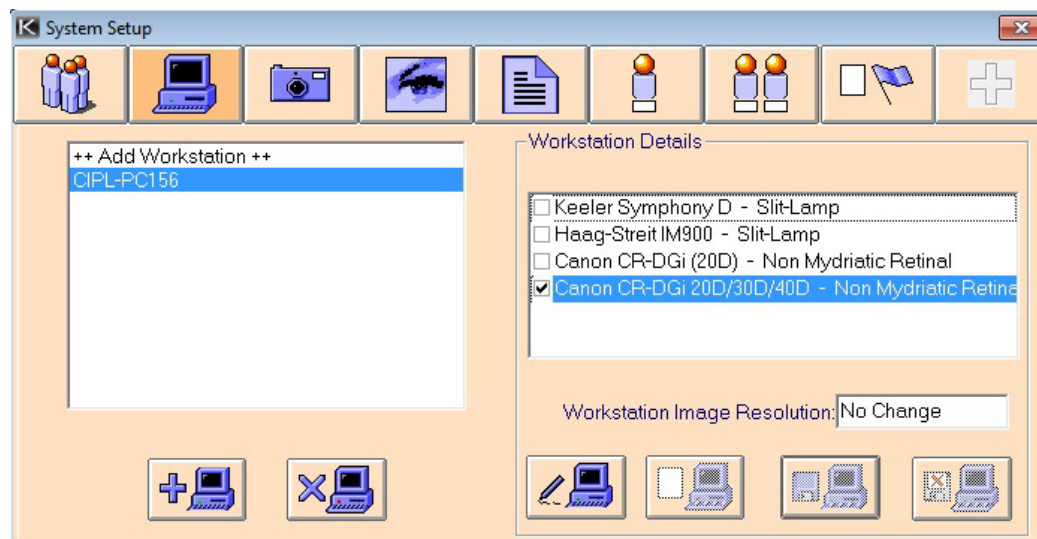 System Setup
++ Add Workstation ++
CIPL-PC156
Workstation Details
Keeler Symphony D - Slit-Lamp
Haag-Streit IM900 - Slit-Lamp
Canon CR-DGi (20D) - Non Mydriatic Retinal
Canon CR-DGi 20D/30D/40D - Non Mydriatic Retina
Workstation Image Resolution: No Change